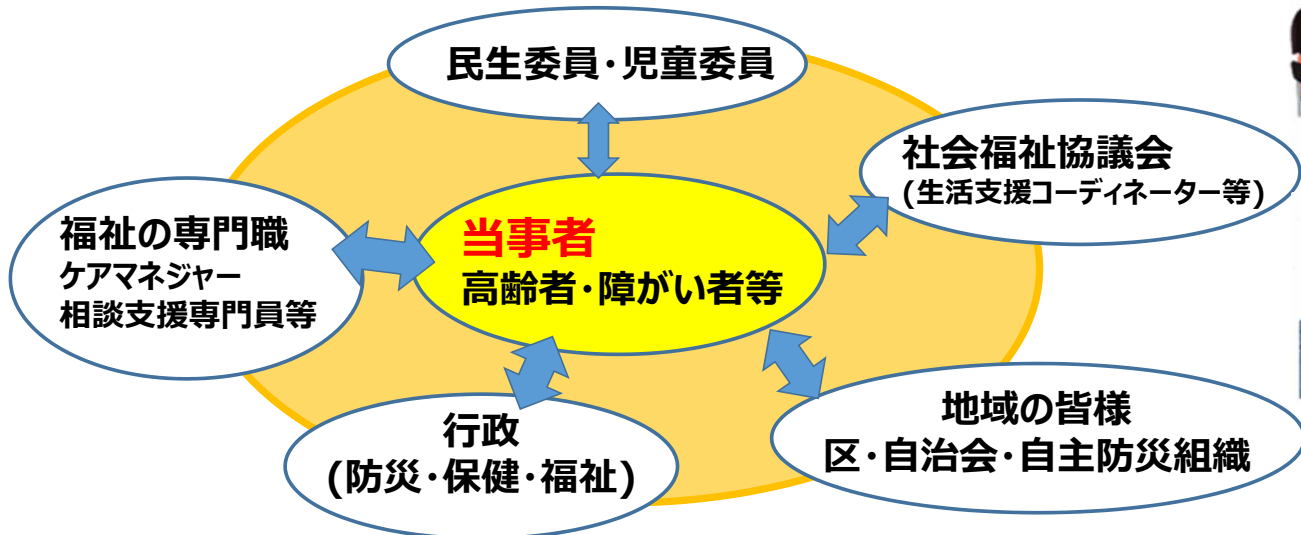 民生委員・児童委員
社会福祉協議会
(生活支援コーディネーター等)
福祉の専門職
ケアマネジャー
相談支援専門員等
当事者
高齢者・障がい者等
行政
(防災・保健・福祉)
地域の皆様
区・自治会・自主防災組織